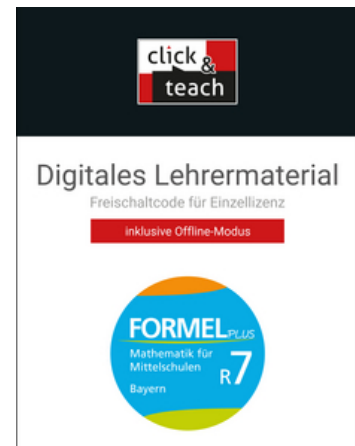 click &
teach
Digitales Lehrermaterial
Freischaltcode für Einzellizenz
inklusive Offline-Modus
FORMEL PLUS
Mathematik für
Mittelschulen
R7
Bayern